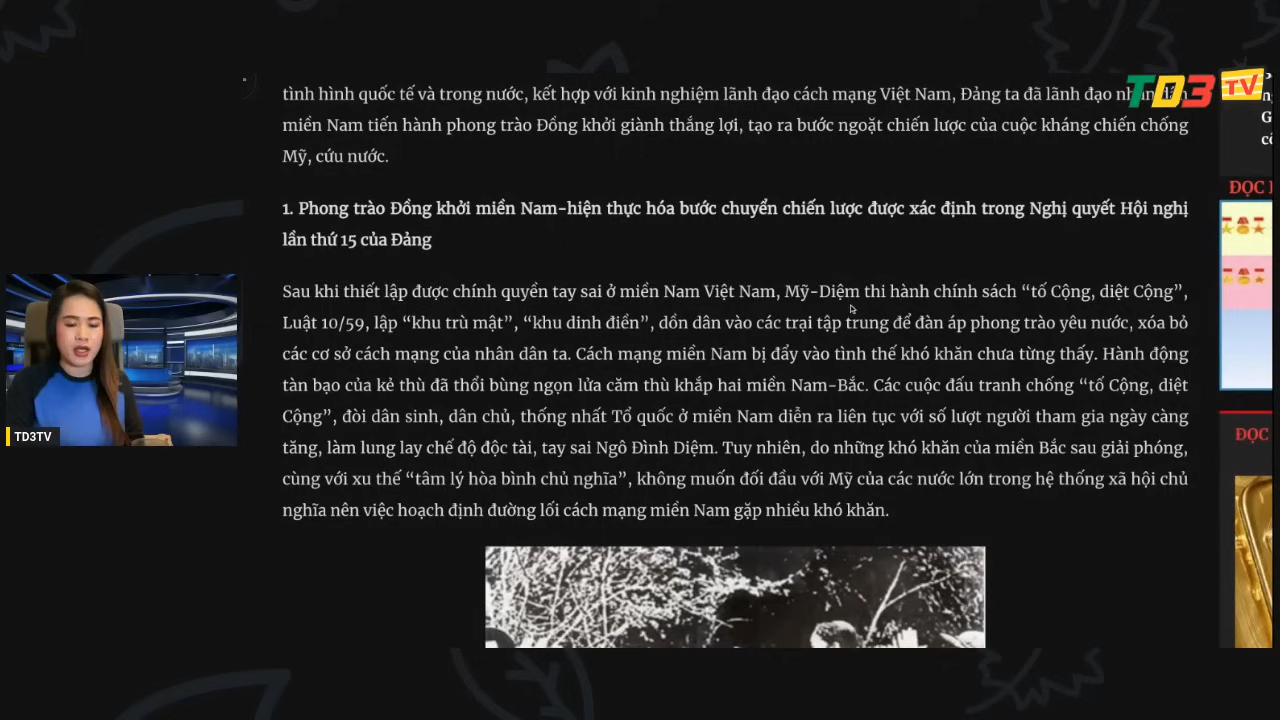 tình hình quốc tế và trong nước, kết hợp với kinh nghiệm lãnh đạo cách mạng Việt Nam, Đảng ta đã lãnh đạo nhân dân
miền Nam tiến hành phong trào Đồng khởi giành thắng lợi, tạo ra bước ngoặt chiến lược của cuộc kháng chiến chống
Mỹ, cứu nước.
1. Phong trào Đồng khởi miền Nam-hiện thực hóa bước chuyển chiến lược được xác định trong Nghị quyết Hội nghị
lần thứ 15 của Đảng
Sau khi thiết lập được chính quyền tay sai ở miền Nam Việt Nam, Mỹ-Diệm thi hành chính sách “tố Cộng, diệt Cộng”,
Luật 10/59, lập “khu trù mật”, “khu dinh điền”, dồn dân vào các trại tập trung để đàn áp phong trào yêu nước, xóa bỏ
các cơ sở cách mạng của nhân dân ta. Cách mạng miền Nam bị đẩy vào tình thế khó khăn chưa từng thấy. Hành động
tàn bạo của kẻ thù đã thổi bùng ngọn lửa căm thù khắp hai miền Nam-Bắc. Các cuộc đấu tranh chống “tố Cộng, diệt
Cộng”, đòi dân sinh, dân chủ, thống nhất Tổ quốc ở miền Nam diễn ra liên tục với số lượt người tham gia ngày càng
tăng, làm lung lay chế độ độc tài, tay sai Ngô Đình Diệm. Tuy nhiên, do những khó khăn của miền Bắc sau giải phóng,
cùng với xu thế “tâm lý hòa bình chủ nghĩa”, không muốn đối đầu với Mỹ của các nước lớn trong hệ thống xã hội chủ
nghĩa nên việc hoạch định đường lối cách mạng miền Nam gặp nhiều khó khăn.
TD3 TV
TD3TV
ĐỌC
ĐỌC